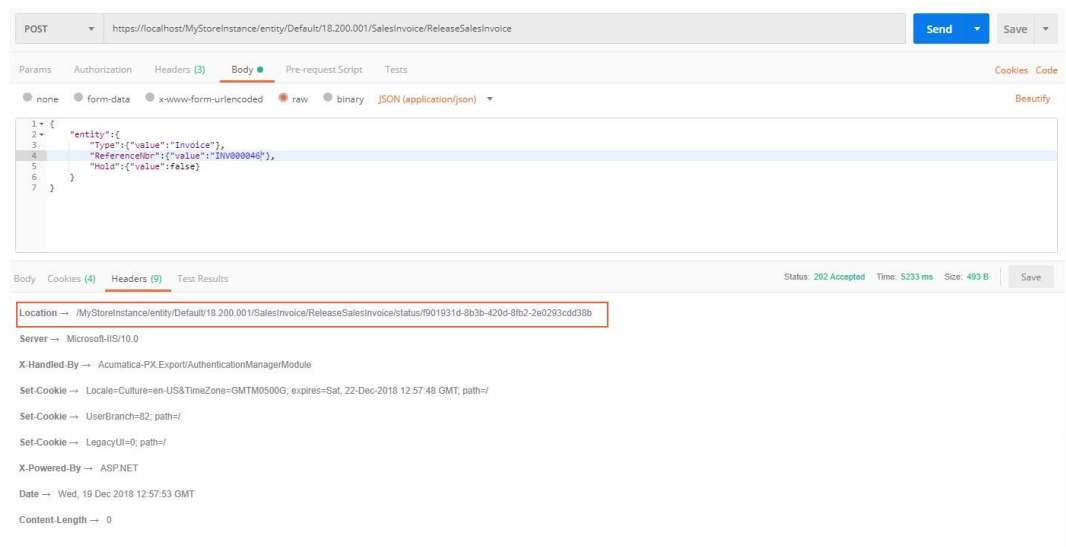 POST https://localhost/MyStoreInstance/entity/Default/18.200.001/SalesInvoice/ReleaseSalesInvoice Send Save
Params Authorization Headers (3) Body Pre-request Script Tests Cookies Code
none form-data x-www-form-urlencoded raw binary JSON (application/json) Beautify
1 {
2 "entity":{
3 "Type":{"value":"Invoice"},
4 "ReferenceNbr":{"value":"INV000046"},
5 "Hold":{"value":false}
6 }
7 }
Body Cookies (4) Headers (9) Test Results Status: 202 Accepted Time: 5233 ms Size: 493 B Save
Location → /MyStoreInstance/entity/Default/18.200.001/SalesInvoice/ReleaseSalesInvoice/status/f901931d-8b3b-420d-8fb2-2e0293cdd38b
Server → Microsoft-IIS/10.0
X-Handled-By → Acumatica-PX.Export/AuthenticationManagerModule
Set-Cookie → Locale=Culture=en-US&TimeZone=GMTM0500G; expires=Sat, 22-Dec-2018 12:57:48 GMT; path=/
Set-Cookie → UserBranch=82; path=/
Set-Cookie → LegacyUI=0; path=/
X-Powered-By → ASP.NET
Date → Wed, 19 Dec 2018 12:57:53 GMT
Content-Length → 0